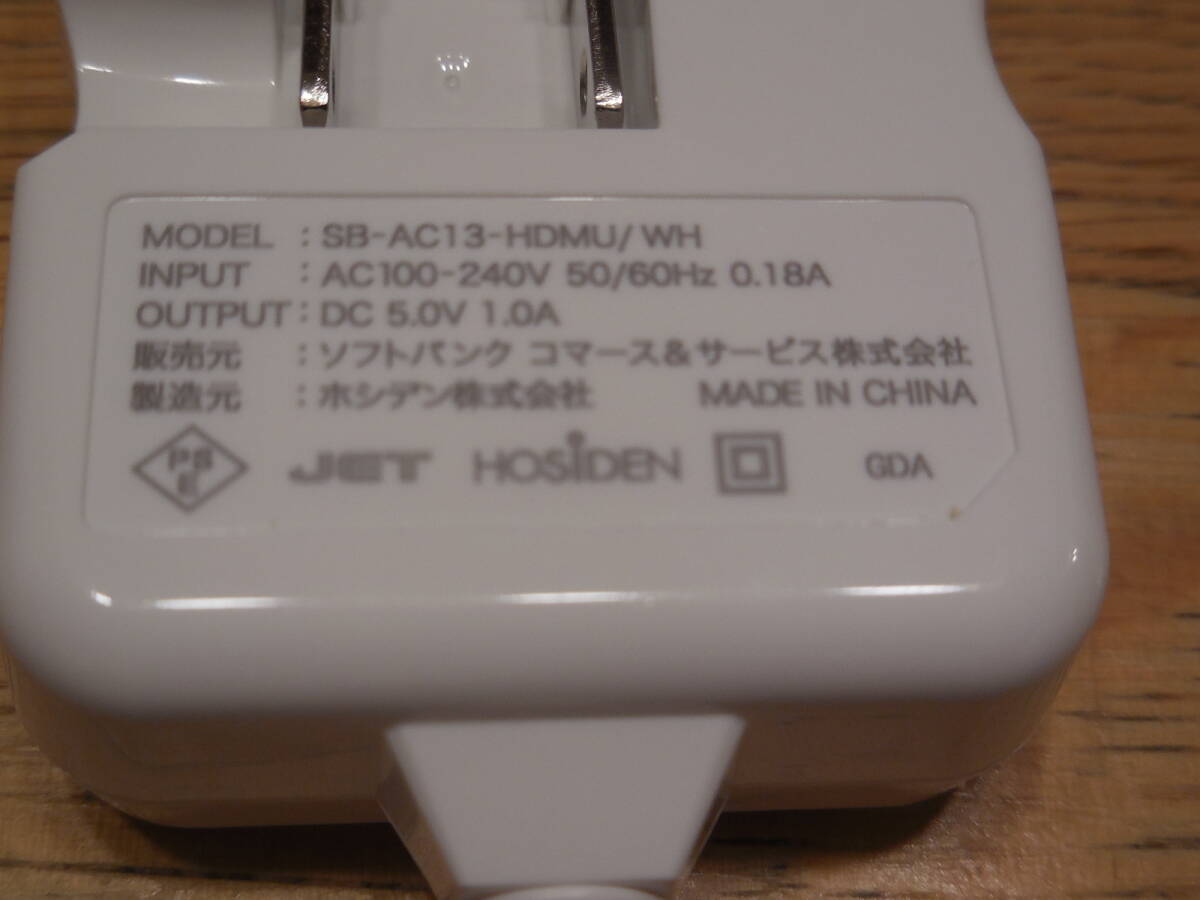 MODEL : SB-AC13-HDMU/WH
INPUT : AC100-240V 50/60Hz 0.18A
OUTPUT : DC 5.0V 1.0A
販売元 : ソフトバンク コマース&サービス株式会社
製造元 : ホシデン株式会社 MADE IN CHINA
PS E JET HOSIDEN GDA